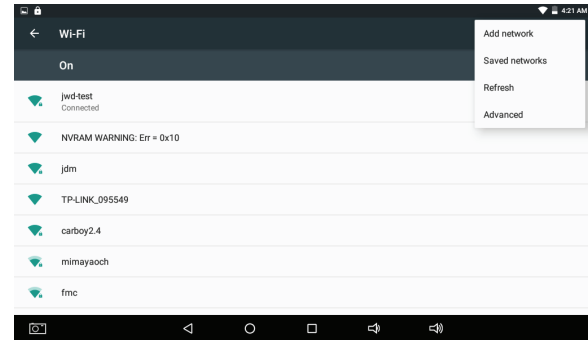 4:21 AM
Wi-Fi
On
Add network
Saved networks
Refresh
Advanced
jwd-test
Connected
NVRAM WARNING: Err = 0x10
jdm
TP-LINK_095549
carboy2.4
mimayaoch
fmc